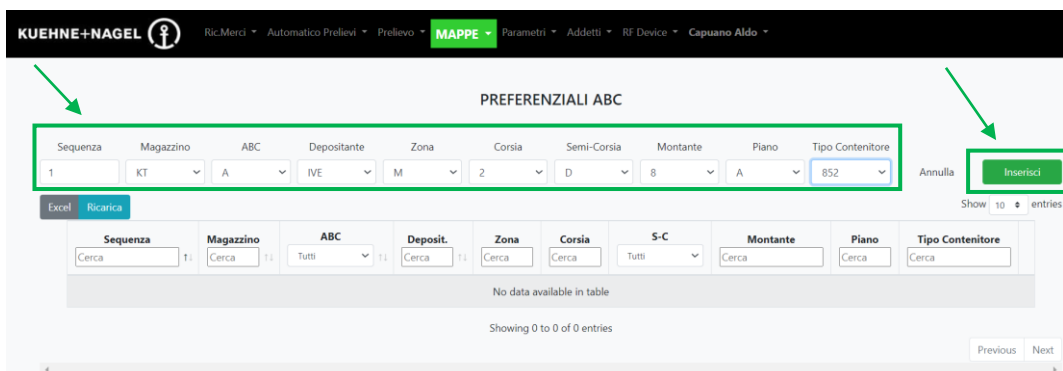 KUEHNE+NAGEL Ric.Merci Automatico Prelievi Prelievo MAPPE Parametri Addetti RF Device Capuano Aldo
PREFERENZIALI ABC
Sequenza Magazzino ABC Depositante Zona Corsia Semi-Corsia Montante Piano Tipo Contenitore
1 KT A IVE M 2 D 8 A 852 Annulla Inserisci
Excel Ricarica Show 10 entries
Sequenza Magazzino ABC Deposit. Zona Corsia S-C Montante Piano Tipo Contenitore
Cerca Cerca Tutti Cerca Cerca Cerca Tutti Cerca Cerca Cerca
No data available in table
Showing 0 to 0 of 0 entries
Previous Next